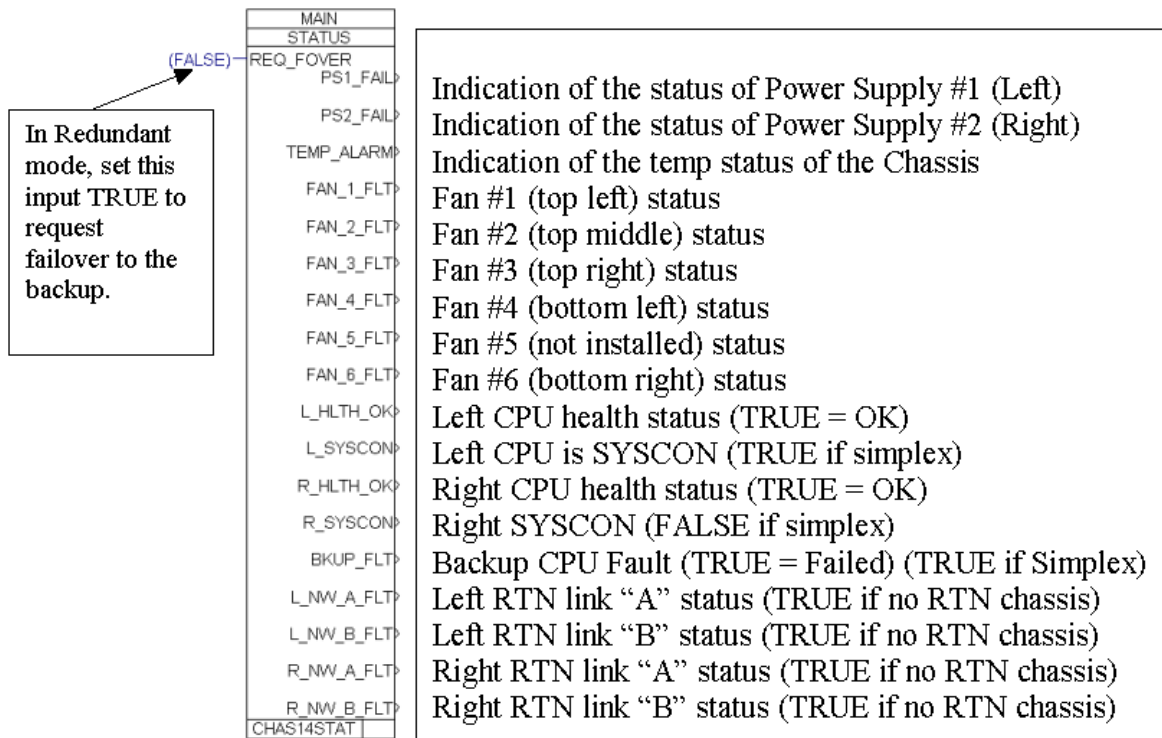 MAIN
STATUS
(FALSE) REQ_FOVER
PS1_FAIL
PS2_FAIL
TEMP_ALARM
FAN_1_FLT
FAN_2_FLT
FAN_3_FLT
FAN_4_FLT
FAN_5_FLT
FAN_6_FLT
L_HLTH_OK
L_SYSCON
R_HLTH_OK
R_SYSCON
BKUP_FLT
L_NW_A_FLT
L_NW_B_FLT
R_NW_A_FLT
R_NW_B_FLT
CHAS14STAT
In Redundant
mode, set this
input TRUE to
request
failover to the
backup.
Indication of the status of Power Supply #1 (Left)
Indication of the status of Power Supply #2 (Right)
Indication of the temp status of the Chassis
Fan #1 (top left) status
Fan #2 (top middle) status
Fan #3 (top right) status
Fan #4 (bottom left) status
Fan #5 (not installed) status
Fan #6 (bottom right) status
Left CPU health status (TRUE = OK)
Left CPU is SYSCON (TRUE if simplex)
Right CPU health status (TRUE = OK)
Right SYSCON (FALSE if simplex)
Backup CPU Fault (TRUE = Failed) (TRUE if Simplex)
Left RTN link “A” status (TRUE if no RTN chassis)
Left RTN link “B” status (TRUE if no RTN chassis)
Right RTN link “A” status (TRUE if no RTN chassis)
Right RTN link “B” status (TRUE if no RTN chassis)